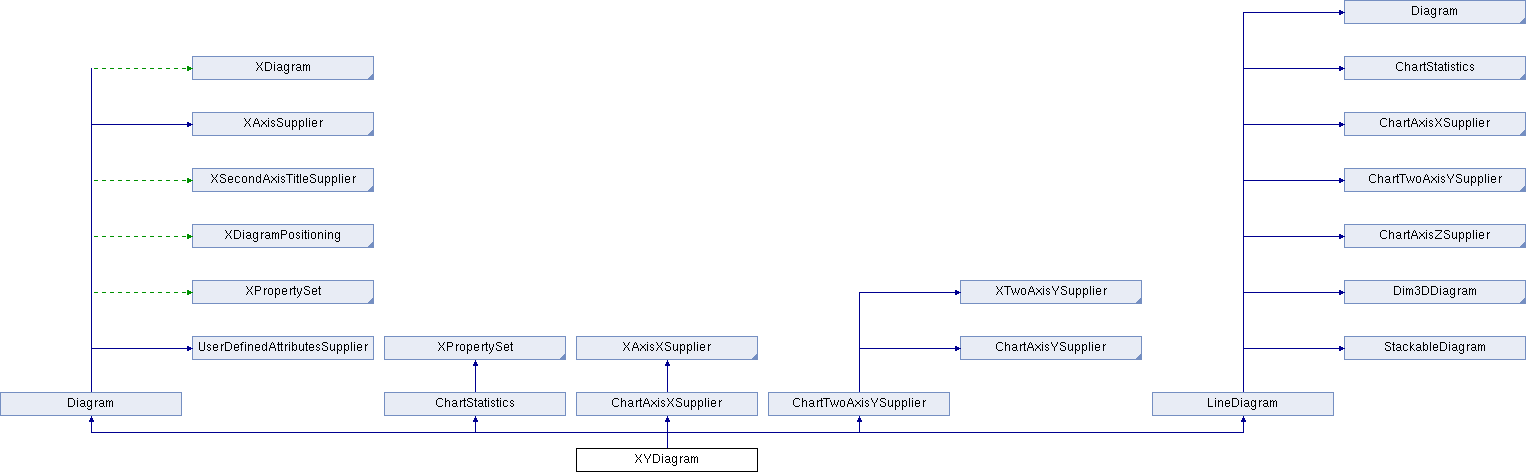 Diagram
XDiagram
ChartStatistics
XAxisSupplier
ChartAxisXSupplier
XSecondAxisTitleSupplier
ChartTwoAxisYSupplier
XDiagramPositioning
ChartAxisZSupplier
XPropertySet
XTwoAxisYSupplier
Dim3DDiagram
UserDefinedAttributesSupplier
XPropertySet
XAxisXSupplier
ChartAxisYSupplier
StackableDiagram
Diagram
ChartStatistics
ChartAxisXSupplier
ChartTwoAxisYSupplier
LineDiagram
XYDiagram